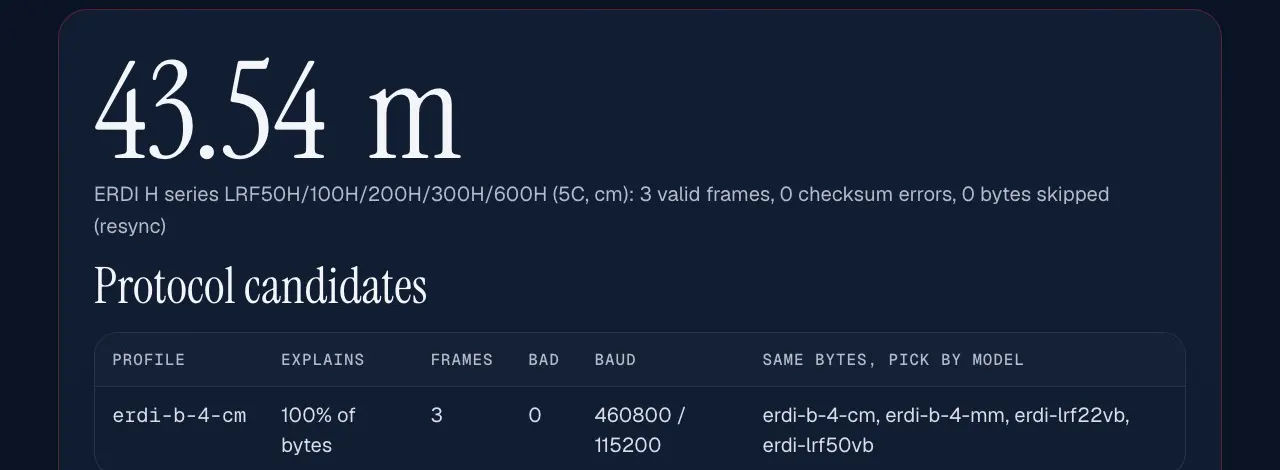 43.54 m
ERDI H series LRF50H/100H/200H/300H/600H (5C, cm): 3 valid frames, 0 checksum errors, 0 bytes skipped
(resync)
Protocol candidates
PROFILE EXPLAINS FRAMES BAD BAUD SAME BYTES, PICK BY MODEL
erdi-b-4-cm 100% of 3 0 460800 / erdi-b-4-cm, erdi-b-4-mm, erdi-lrf22vb,
bytes 115200 erdi-lrf50vb